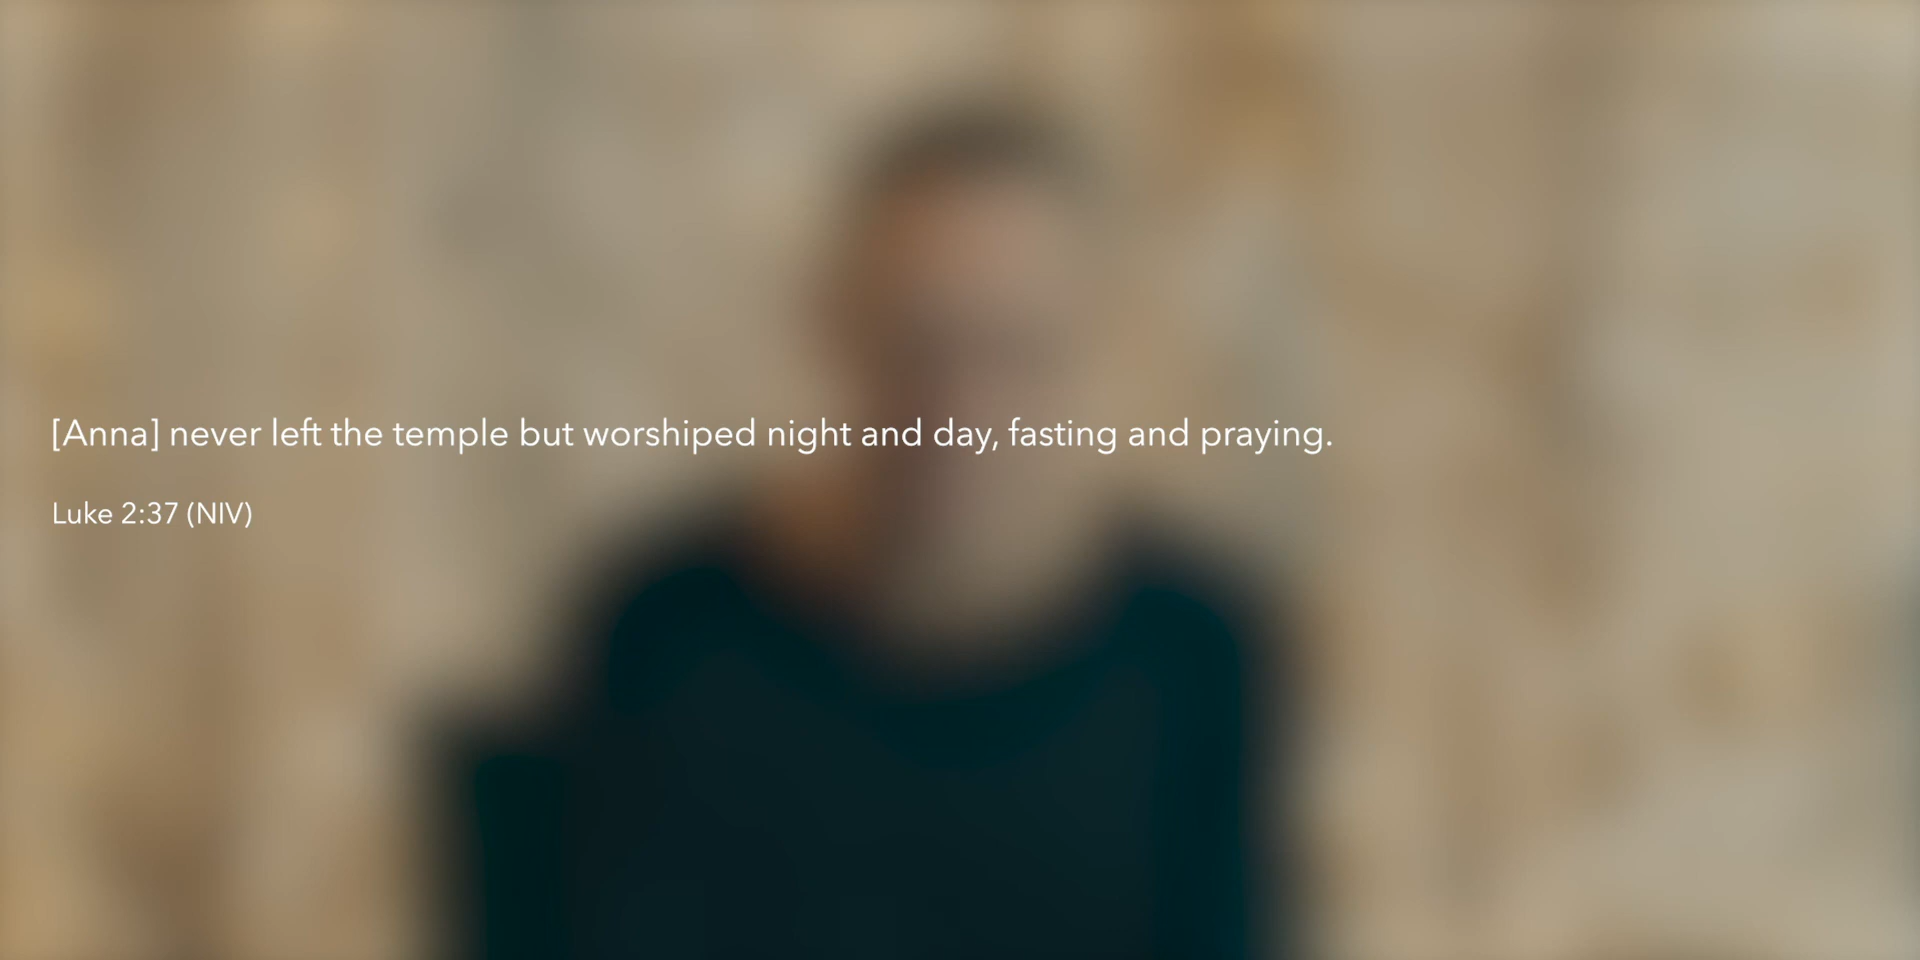 [Anna] never left the temple but worshiped night and day, fasting and praying.
Luke 2:37 (NIV)